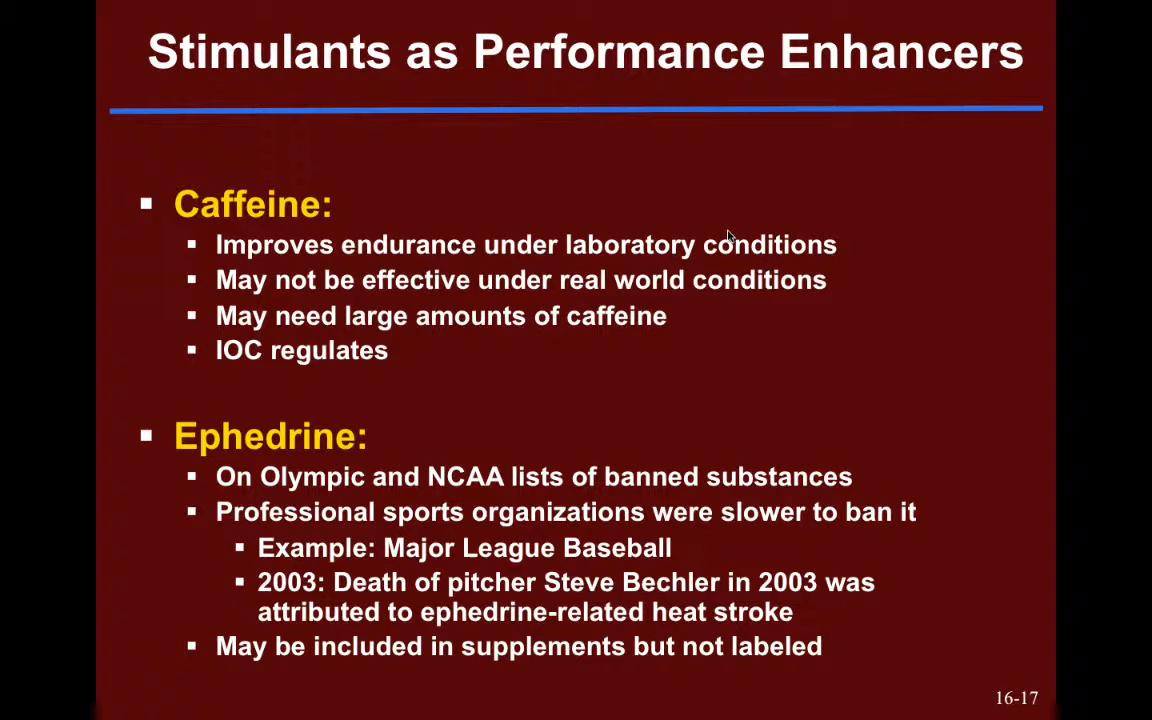 Stimulants as Performance Enhancers
▪ Caffeine:
▪ Improves endurance under laboratory conditions
▪ May not be effective under real world conditions
▪ May need large amounts of caffeine
▪ IOC regulates
▪ Ephedrine:
▪ On Olympic and NCAA lists of banned substances
▪ Professional sports organizations were slower to ban it
▪ Example: Major League Baseball
▪ 2003: Death of pitcher Steve Bechler in 2003 was
attributed to ephedrine-related heat stroke
▪ May be included in supplements but not labeled
16-17